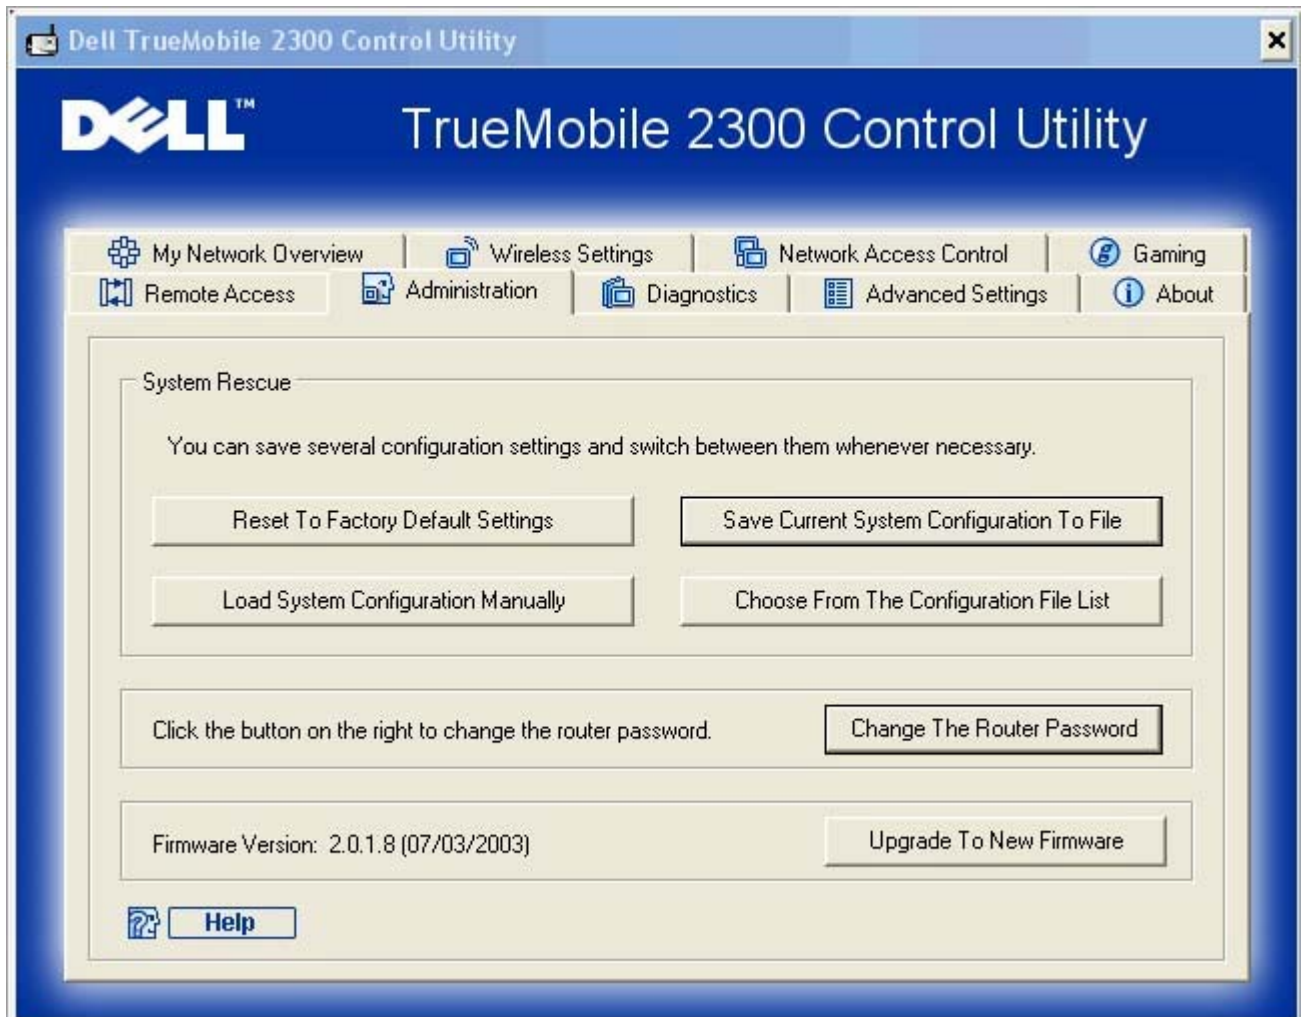 Dell TrueMobile 2300 Control Utility
DELL™
TrueMobile 2300 Control Utility
My Network Overview
Wireless Settings
Network Access Control
Gaming
Remote Access
Administration
Diagnostics
Advanced Settings
About
System Rescue
You can save several configuration settings and switch between them whenever necessary.
Reset To Factory Default Settings
Save Current System Configuration To File
Load System Configuration Manually
Choose From The Configuration File List
Click the button on the right to change the router password.
Change The Router Password
Firmware Version: 2.0.1.8 (07/03/2003)
Upgrade To New Firmware
Help